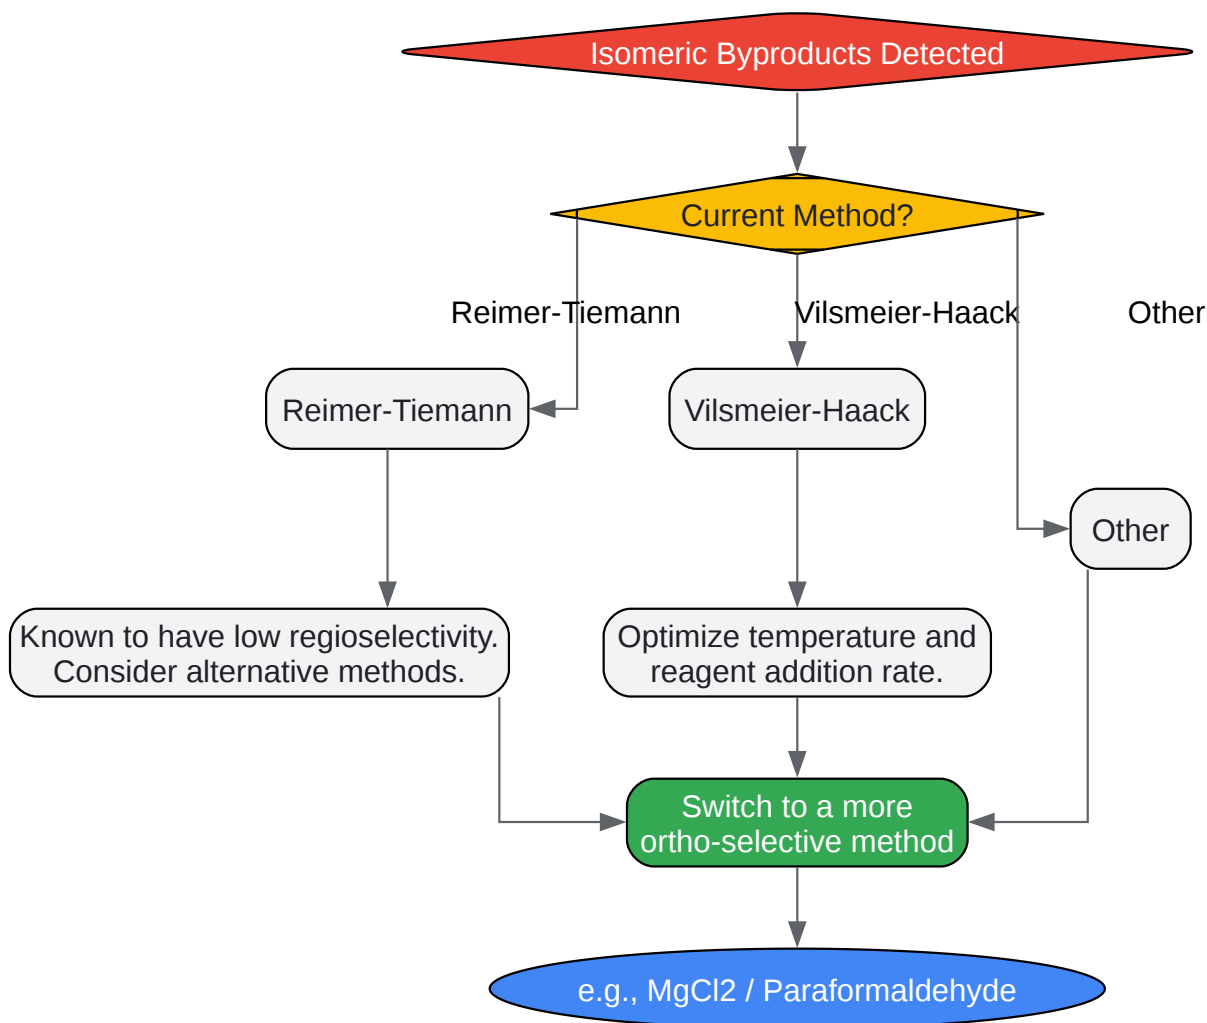 Isomeric Byproducts Detected
Current Method?
Reimer-Tiemann
Vilsmeier-Haack
Other
Reimer-Tiemann
Vilsmeier-Haack
Other
Known to have low regioselectivity.
Consider alternative methods.
Optimize temperature and
reagent addition rate.
Switch to a more
ortho-selective method
e.g., MgCl2 / Paraformaldehyde